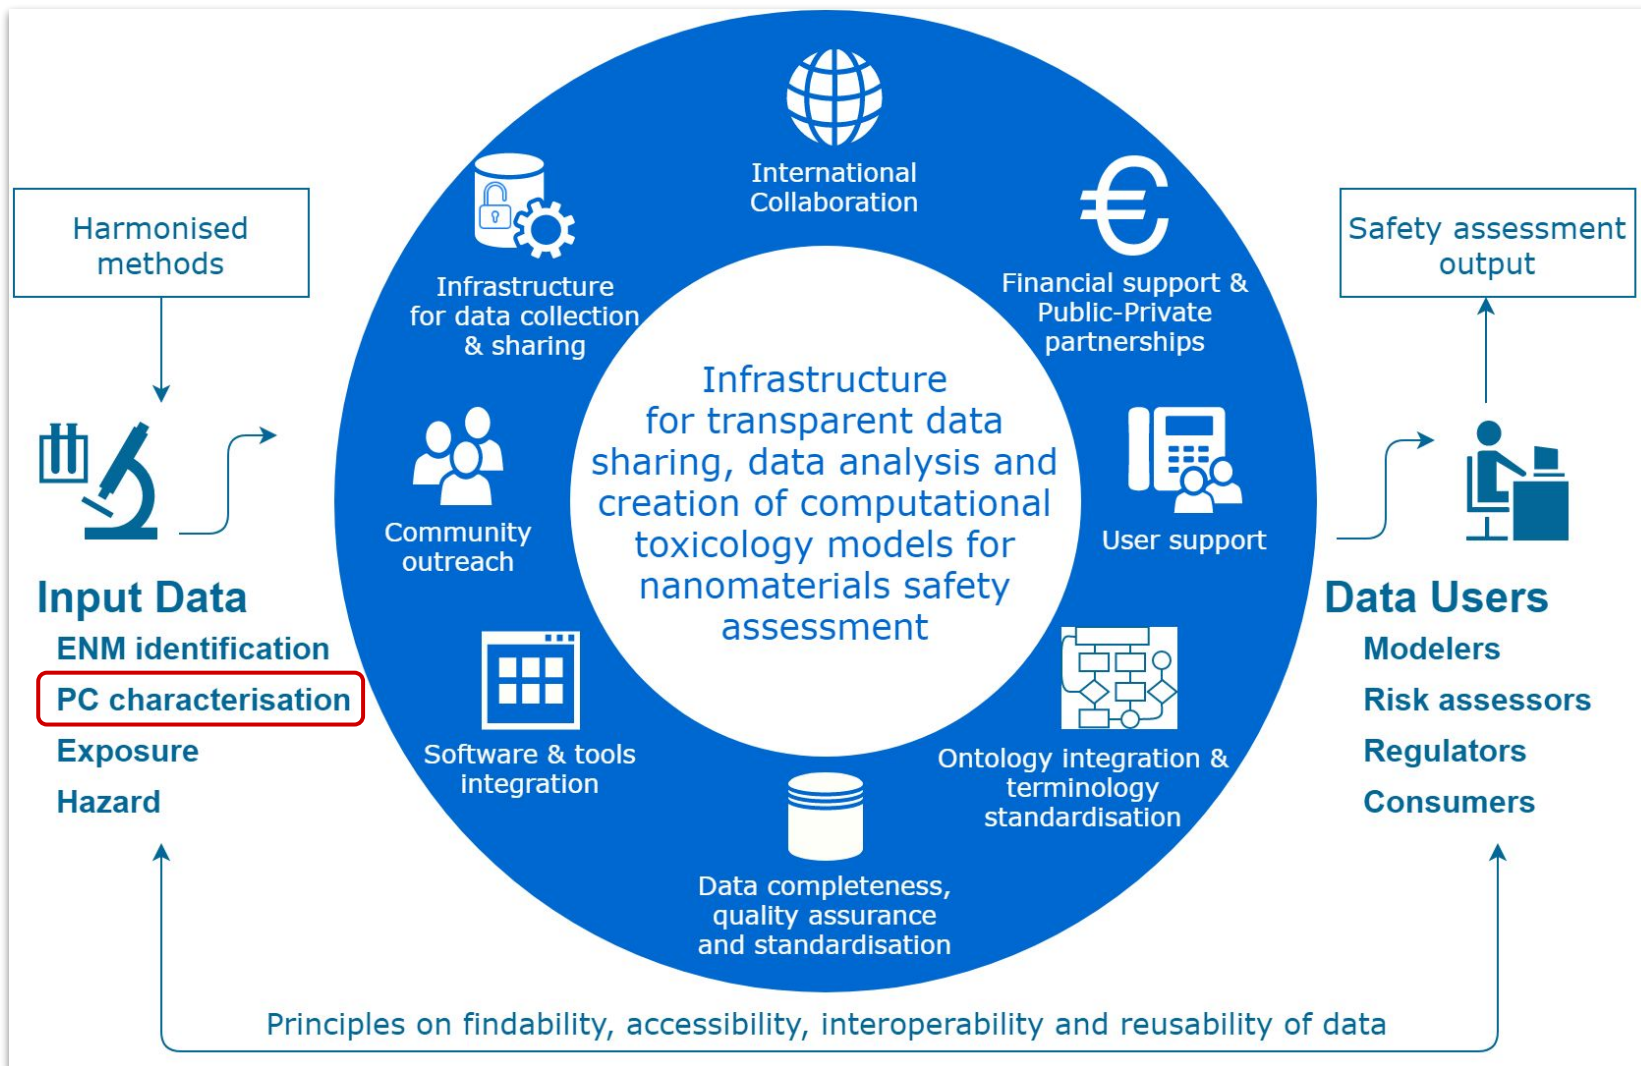 International
Collaboration
Harmonised
methods
Infrastructure
for data collection
& sharing
Financial support &
Public-Private
partnerships
Safety assessment
output
Infrastructure
for transparent data
sharing, data analysis and
creation of computational
toxicology models for
nanomaterials safety
assessment
Community
outreach
User support
Input Data
ENM identification
PC characterisation
Exposure
Hazard
Data Users
Modelers
Risk assessors
Regulators
Consumers
Software & tools
integration
Ontology integration &
terminology
standardisation
Data completeness,
quality assurance
and standardisation
Principles on findability, accessibility, interoperability and reusability of data